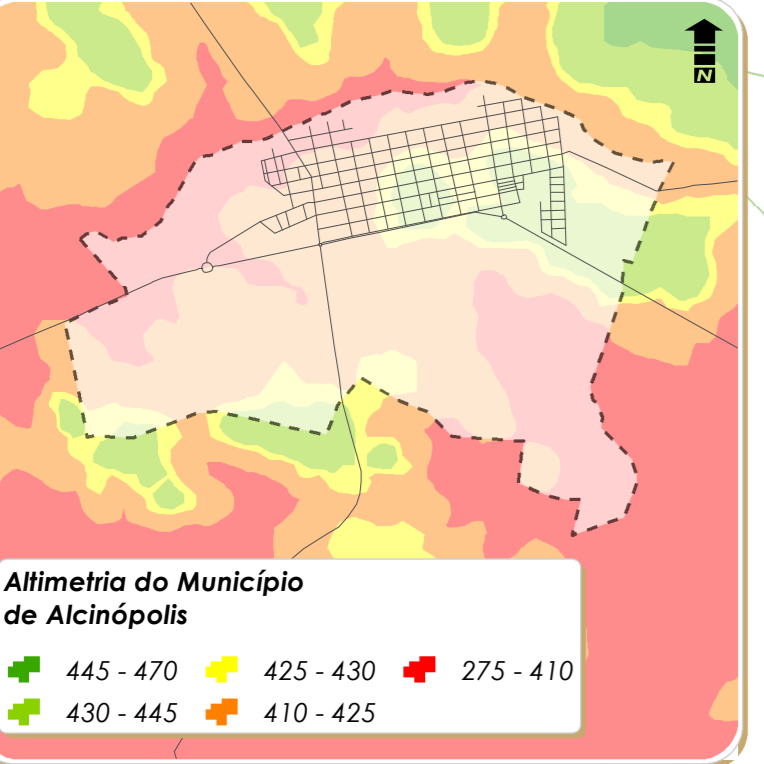 N
Altimetria do Município
de Alcinópolis
445 - 470 425 - 430 275 - 410
430 - 445 410 - 425